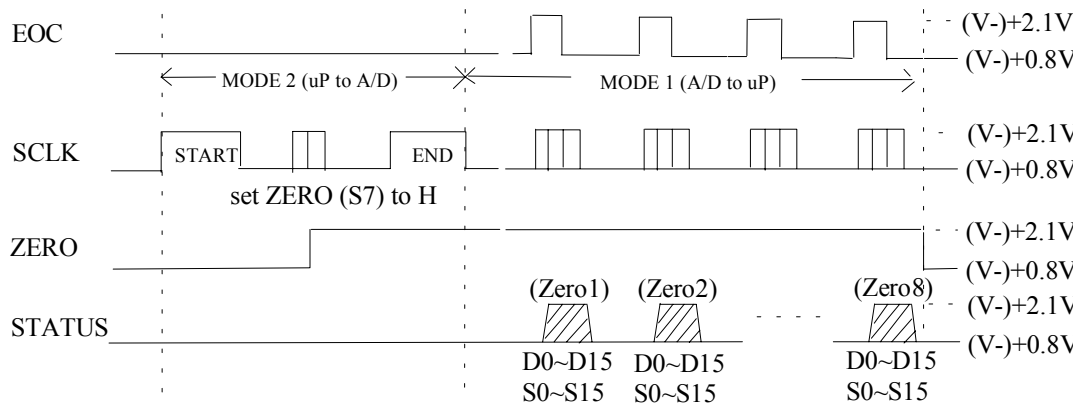 EOC
(V-)+2.1V
(V-)+0.8V
MODE 2 (uP to A/D)
MODE 1 (A/D to uP)
SCLK
START
END
(V-)+2.1V
(V-)+0.8V
set ZERO (S7) to H
ZERO
(V-)+2.1V
(V-)+0.8V
(Zero1) (Zero2) (Zero8)
STATUS
(V-)+2.1V
(V-)+0.8V
D0~D15 D0~D15 D0~D15
S0~S15 S0~S15 S0~S15